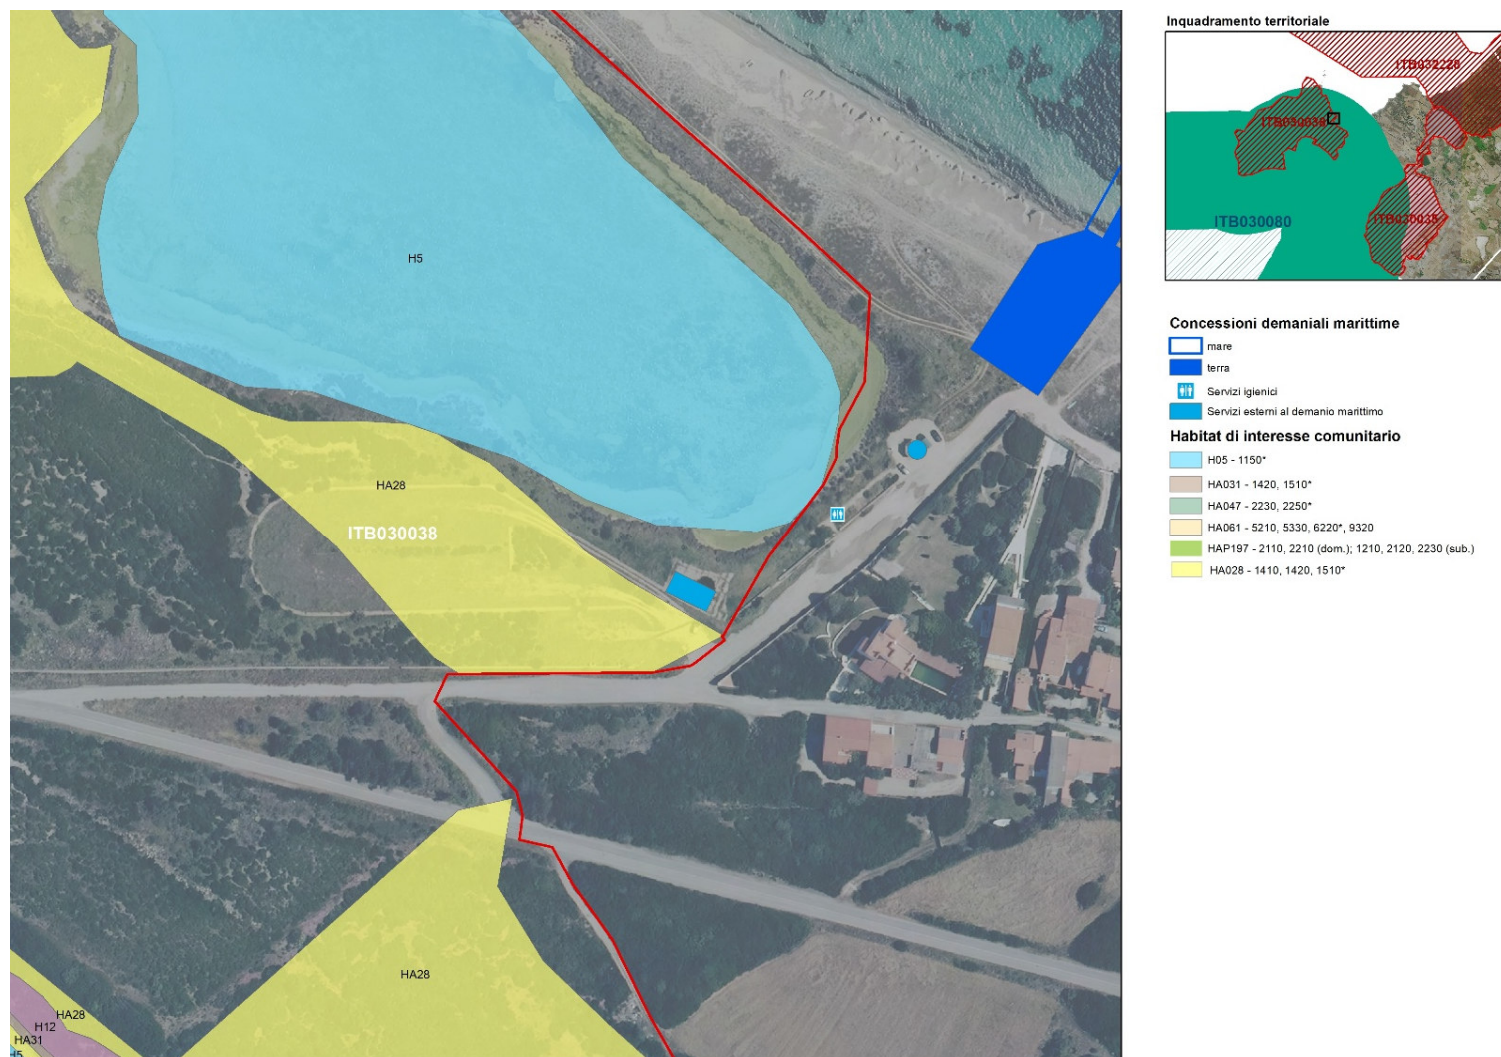 H5
HA28
ITB030038
HA28
HA28
H12
HA31
H5
Inquadramento territoriale
ITB032228
ITB030038
ITB030080
ITB030035
Concessioni demaniali marittime
mare
terra
Servizi igienici
Servizi esterni al demanio marittimo
Habitat di interesse comunitario
H05 - 1150*
HA031 - 1420, 1510*
HA047 - 2230, 2250*
HA061 - 5210, 5330, 6220*, 9320
HAP197 - 2110, 2210 (dom.); 1210, 2120, 2230 (sub.)
HA028 - 1410, 1420, 1510*